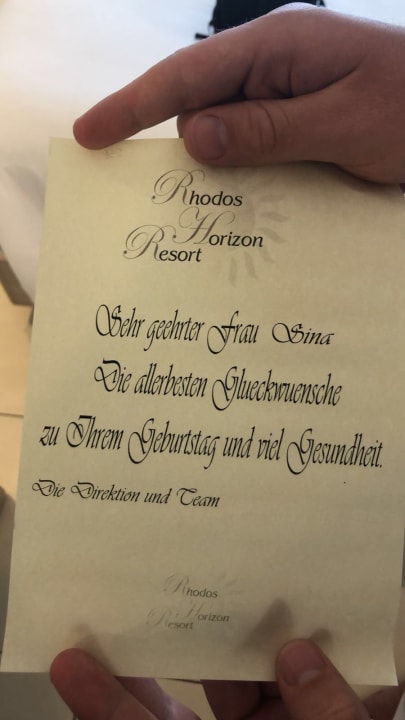 Rhodos
Horizon
Resort
Sehr geehrter Frau Sina
Die allerbesten Glueckwuensche
zu Ihrem Geburtstag und viel Gesundheit.
Die Direktion und Team
Rhodos
Horizon
Resort